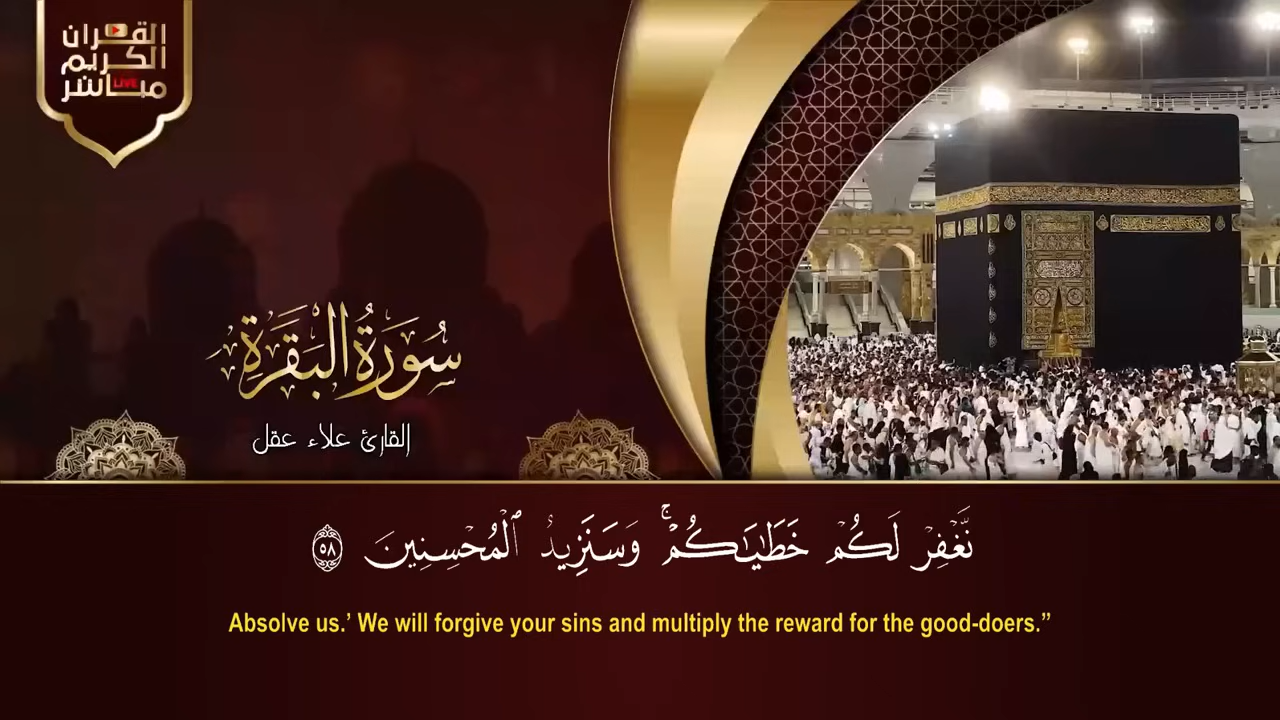 القرآن
الكريم
LIVE
مباشر
سُورَةُ البَقَرَةِ
القارئ علاء عقل
نَّغْفِرْ لَكُمْ خَطَٰيَٰكُمْ ۚ وَسَنَزِيدُ ٱلْمُحْسِنِينَ ٥٨
Absolve us.’ We will forgive your sins and multiply the reward for the good-doers.”